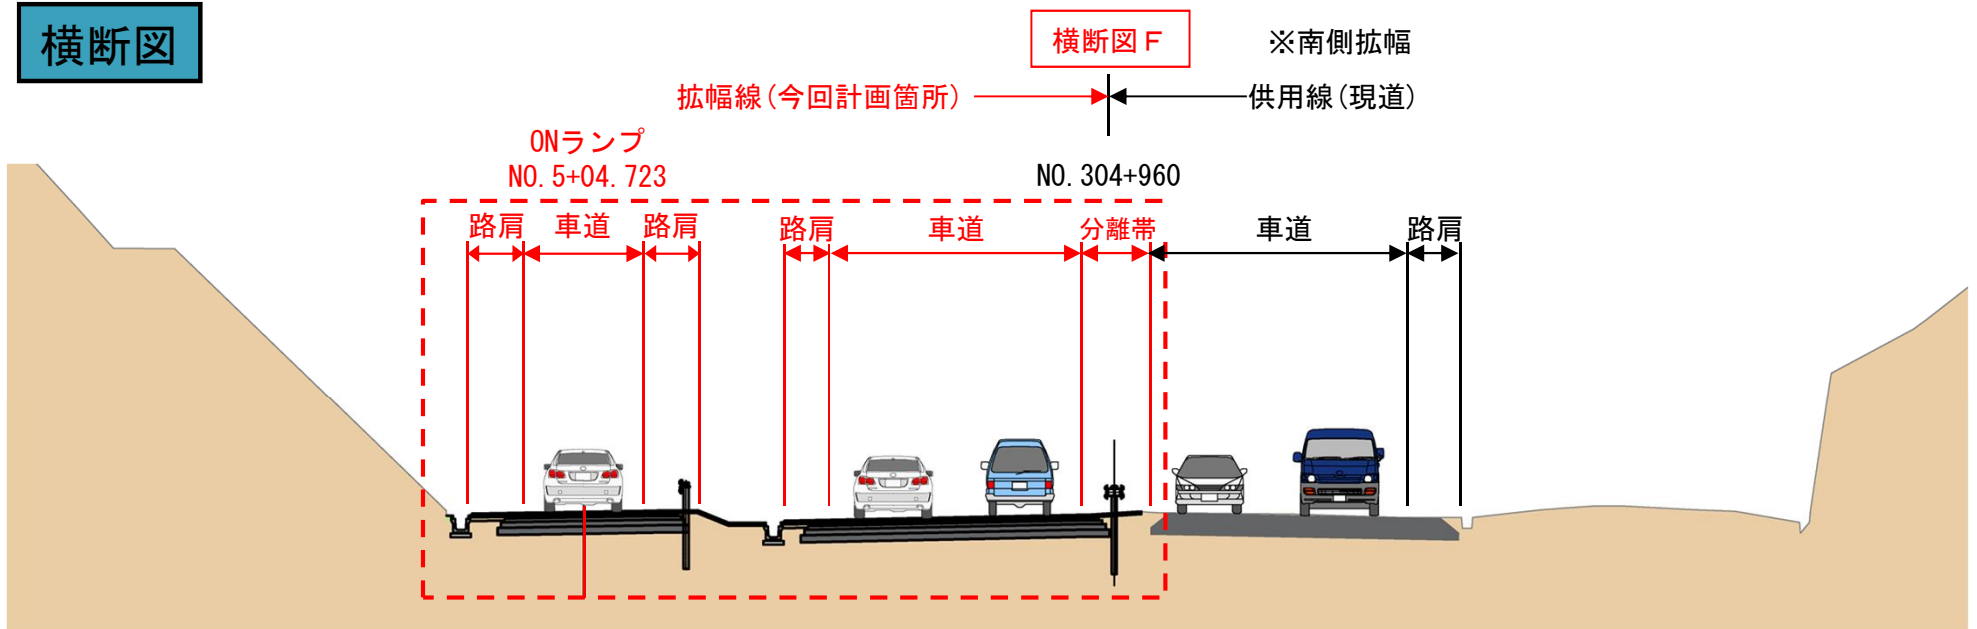 横断図
横断図F
※南側拡幅
拡幅線(今回計画箇所)
供用線(現道)
ONランプ
NO.5+04.723
NO.304+960
路肩
車道
路肩
路肩
車道
分離帯
車道
路肩